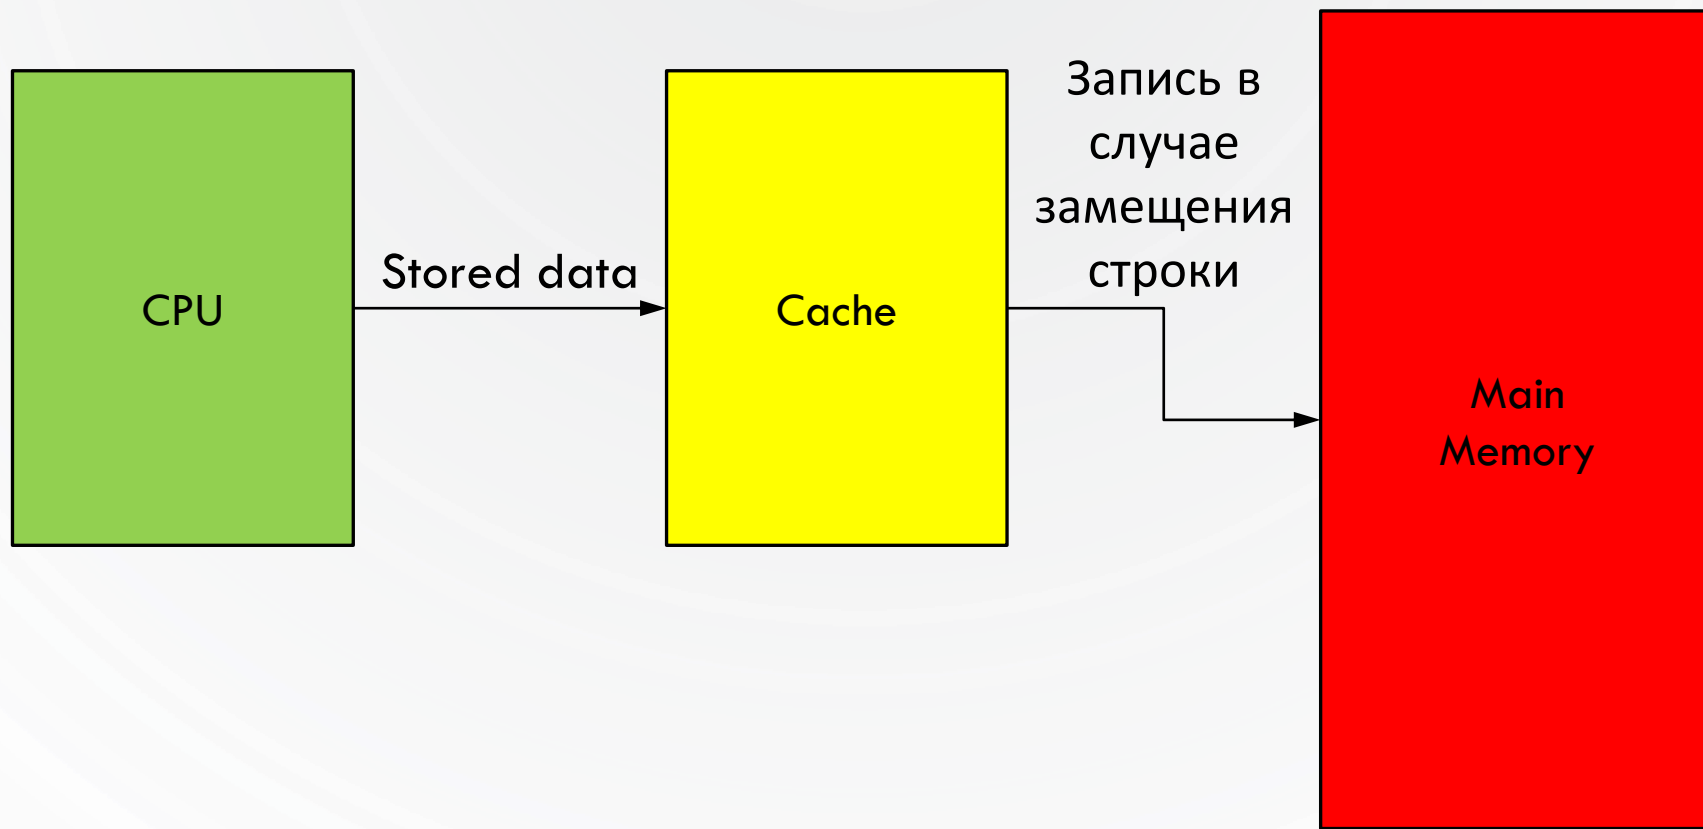 CPU
Stored data
Cache
Запись в
случае
замещения
строки
Main
Memory